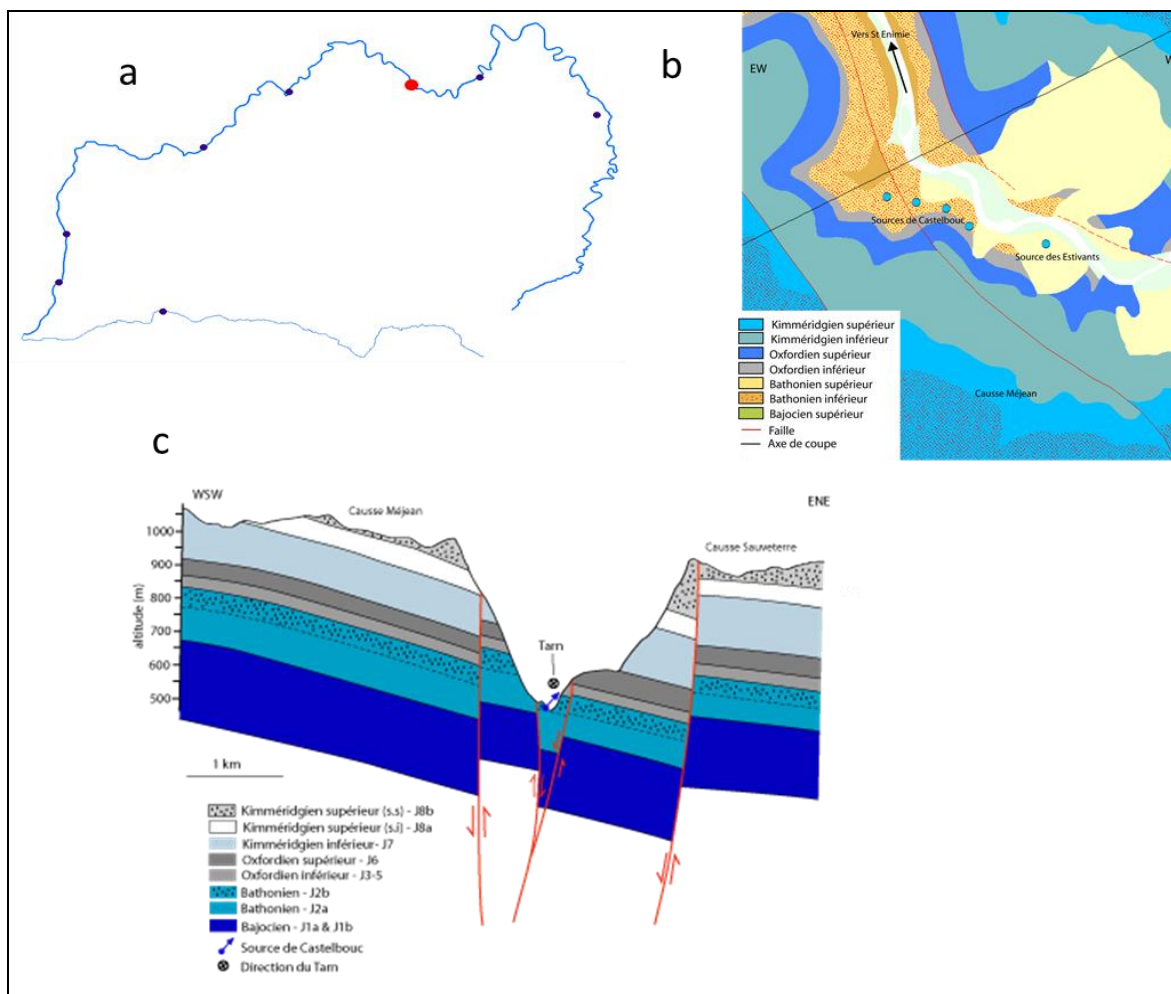 a
b
Vers St Enimie
EW
W
Sources de Castelbouc
Source des Estivants
Causse Méjean
Kimméridgien supérieur
Kimméridgien inférieur
Oxfordien supérieur
Oxfordien inférieur
Bathonien supérieur
Bathonien inférieur
Bajocien supérieur
Faille
Axe de coupe
c
WSW
ENE
Causse Méjean
Causse Sauveterre
altitude (m)
1000
900
800
700
600
500
Tarn
1 km
Kimméridgien supérieur (s.s) - J8b
Kimméridgien supérieur (s.i) - J8a
Kimméridgien inférieur- J7
Oxfordien supérieur - J6
Oxfordien inférieur - J3-5
Bathonien - J2b
Bathonien - J2a
Bajocien - J1a & J1b
Source de Castelbouc
Direction du Tarn